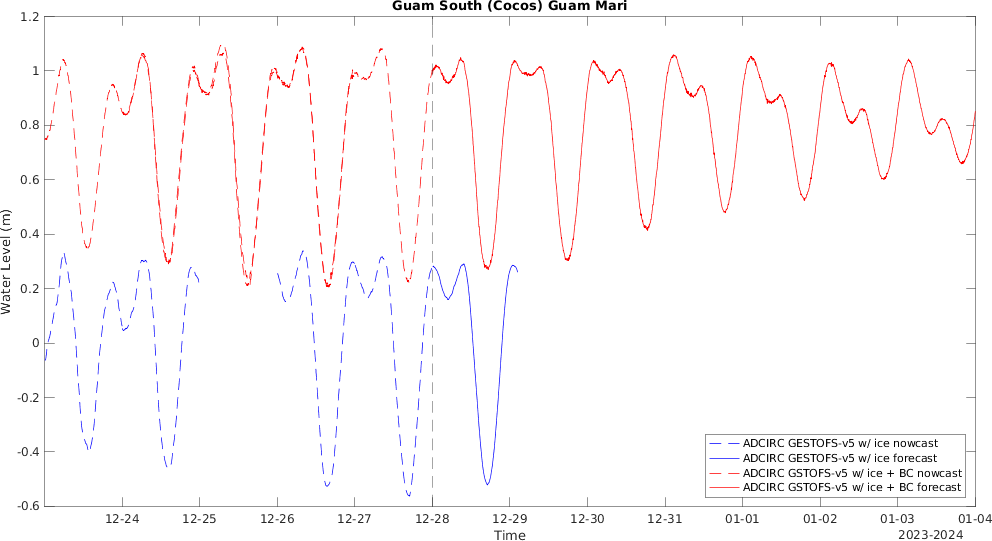 Guam South (Cocos) Guam Mari
1.2
1
0.8
0.6
0.4
0.2
0
-0.2
-0.4
-0.6
Water Level (m)
ADCIRC GESTOFS-v5 w/ ice nowcast
ADCIRC GESTOFS-v5 w/ ice forecast
ADCIRC GSTOFS-v5 w/ ice + BC nowcast
ADCIRC GSTOFS-v5 w/ ice + BC forecast
12-24 12-25 12-26 12-27 12-28 12-29 12-30 12-31 01-01 01-02 01-03 01-04
Time
2023-2024